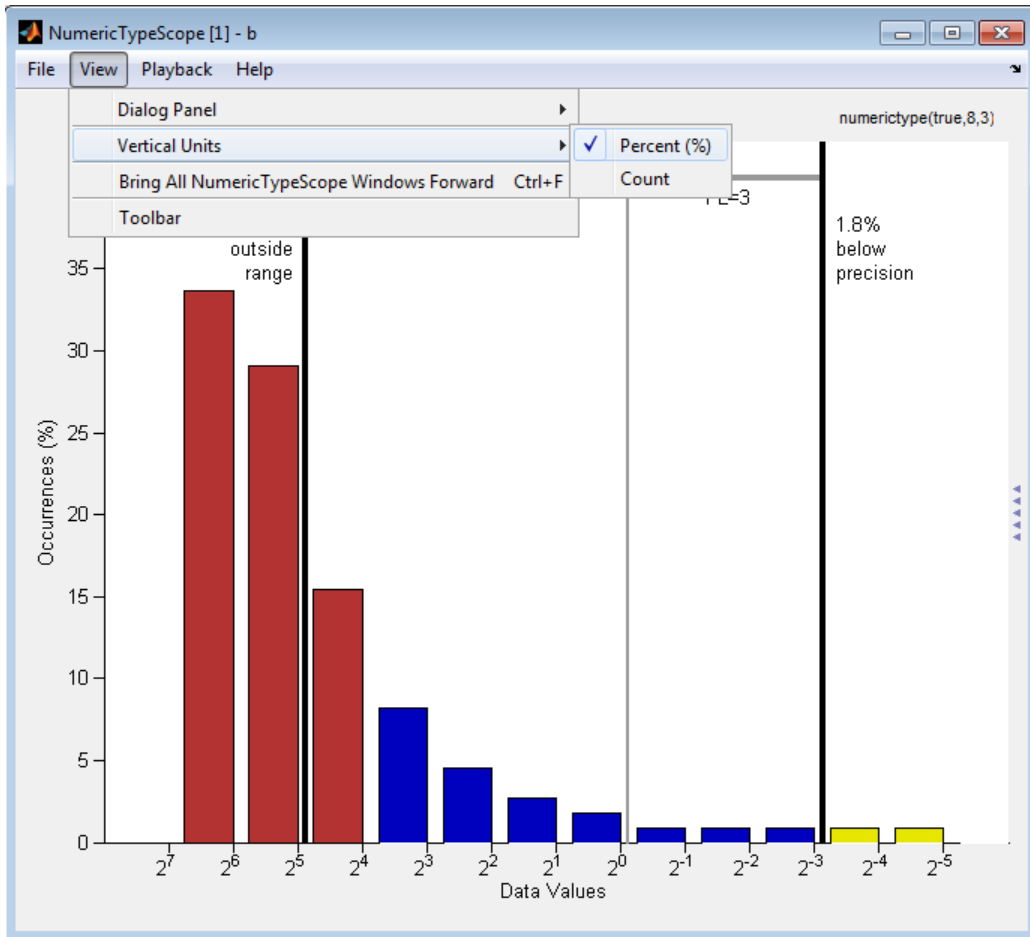 NumericTypeScope [1] - b
File View Playback Help
Dialog Panel
Vertical Units
Bring All NumericTypeScope Windows Forward Ctrl+F
Toolbar
Percent (%)
Count
numerictype(true,8,3)
outside
range
1.8%
below
precision
35
30
25
20
15
10
5
0
Occurrences (%)
2^7 2^6 2^5 2^4 2^3 2^2 2^1 2^0 2^-1 2^-2 2^-3 2^-4 2^-5
Data Values